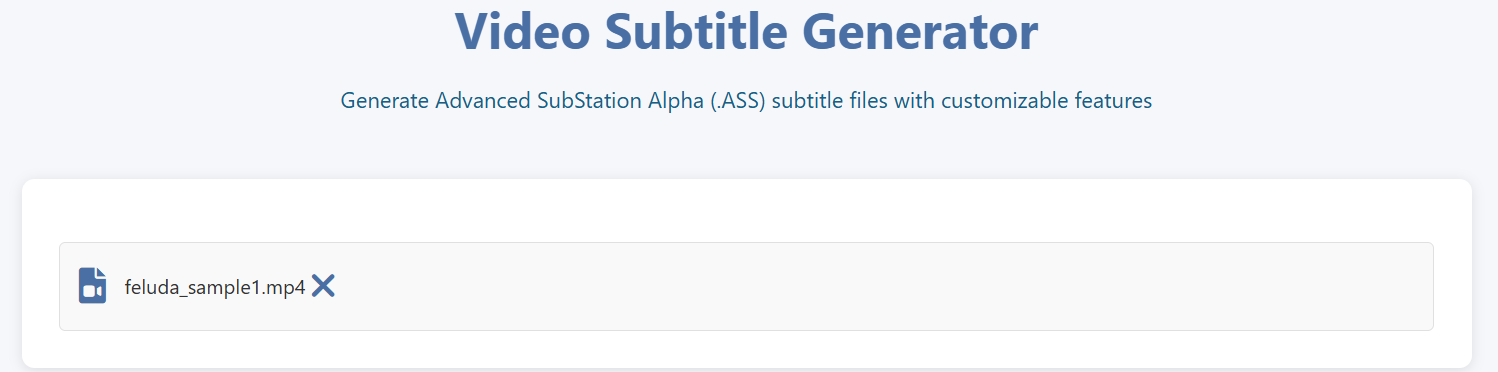 Video Subtitle Generator
Generate Advanced SubStation Alpha (.ASS) subtitle files with customizable features
feluda_sample1.mp4